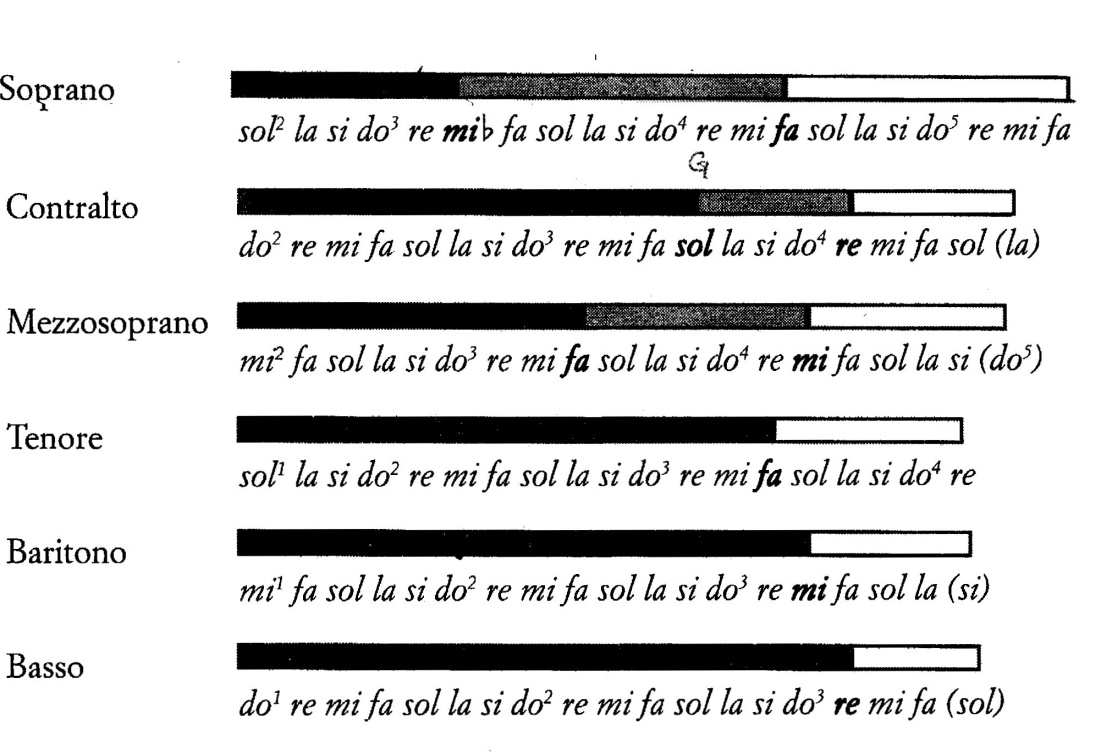 Soprano
sol² la si do³ re mi♭ fa sol la si do⁴ re mi fa sol la si do⁵ re mi fa
G
Contralto
do² re mi fa sol la si do³ re mi fa sol la si do⁴ re mi fa sol (la)
Mezzosoprano
mi² fa sol la si do³ re mi fa sol la si do⁴ re mi fa sol la si (do⁵)
Tenore
sol¹ la si do² re mi fa sol la si do³ re mi fa sol la si do⁴ re
Baritono
mi¹ fa sol la si do² re mi fa sol la si do³ re mi fa sol la (si)
Basso
do¹ re mi fa sol la si do² re mi fa sol la si do³ re mi fa (sol)